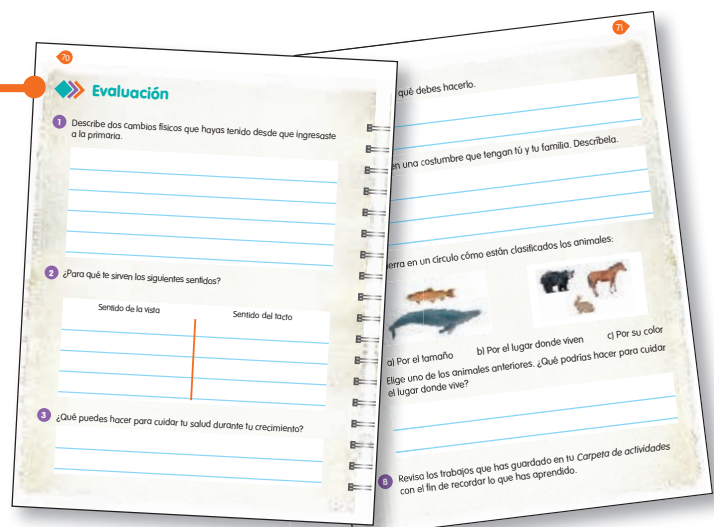 70
Evaluación
1 Describe dos cambios físicos que hayas tenido desde que ingresaste
a la primaria.
2 ¿Para qué te sirven los siguientes sentidos?
Sentido de la vista
Sentido del tacto
3 ¿Qué puedes hacer para cuidar tu salud durante tu crecimiento?
71
qué debes hacerlo.
en una costumbre que tengan tú y tu familia. Descríbela.
ierra en un círculo cómo están clasificados los animales:
a) Por el tamaño b) Por el lugar donde viven c) Por su color
Elige uno de los animales anteriores. ¿Qué podrías hacer para cuidar
el lugar donde vive?
8 Revisa los trabajos que has guardado en tu Carpeta de actividades
con el fin de recordar lo que has aprendido.